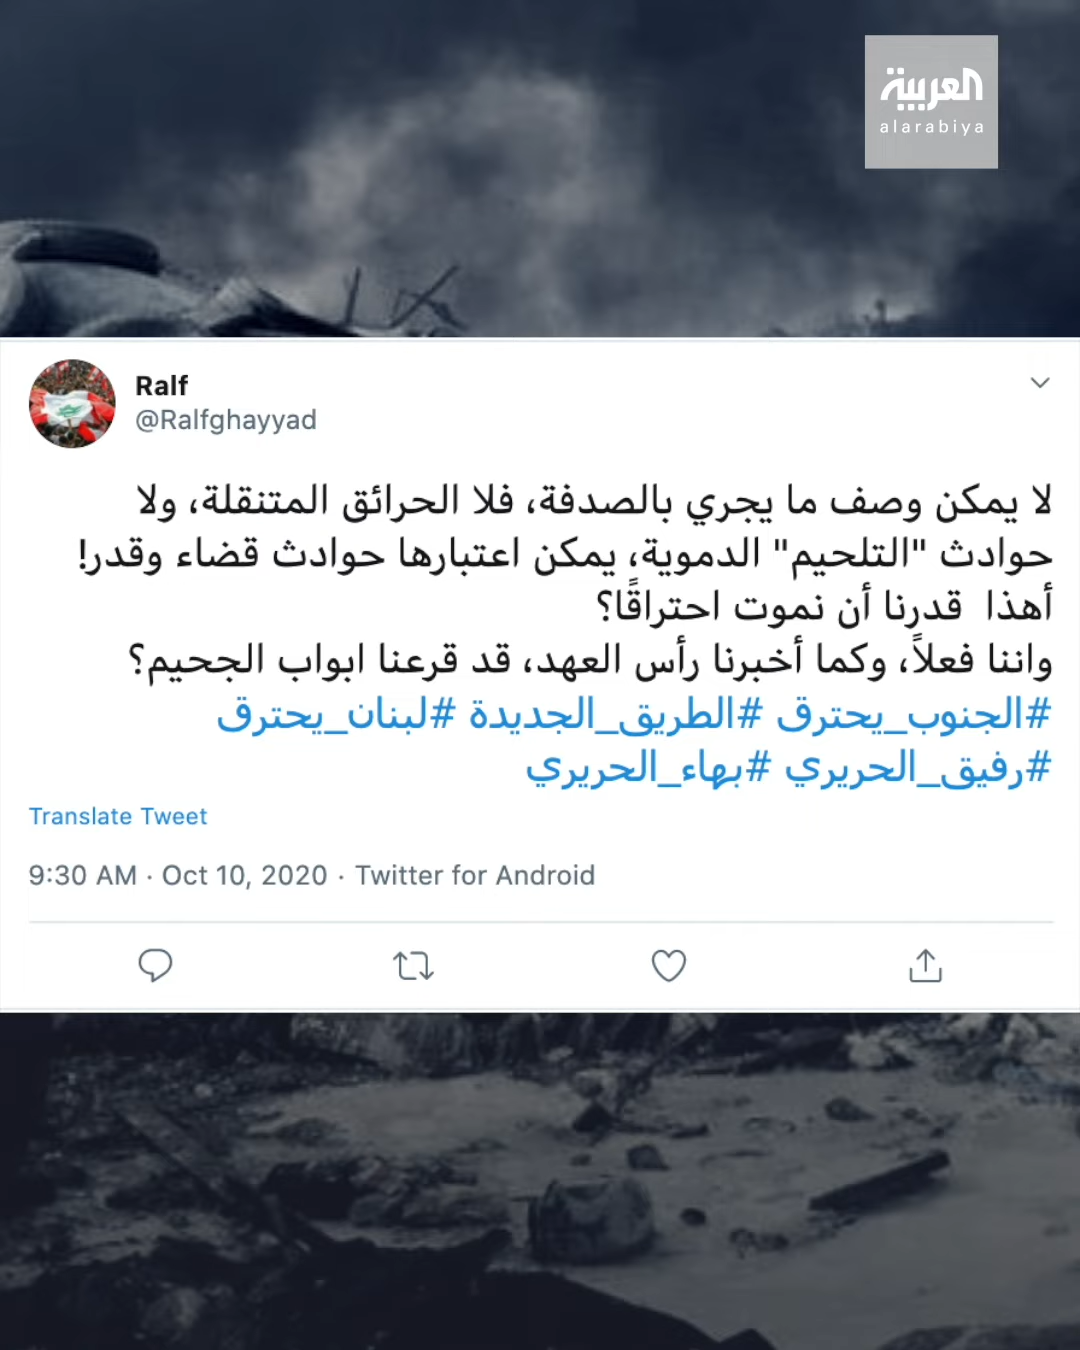 العربية
alarabiya
Ralf
@Ralfghayyad
لا يمكن وصف ما يجري بالصدفة، فلا الحرائق المتنقلة، ولا
حوادث "التلحيم" الدموية، يمكن اعتبارها حوادث قضاء وقدر!
أهذا  قدرنا أن نموت احتراقًا؟
واننا فعلاً، وكما أخبرنا رأس العهد، قد قرعنا ابواب الجحيم؟
#الجنوب_يحترق #الطريق_الجديدة #لبنان_يحترق
#رفيق_الحريري #بهاء_الحريري
Translate Tweet
9:30 AM · Oct 10, 2020 · Twitter for Android